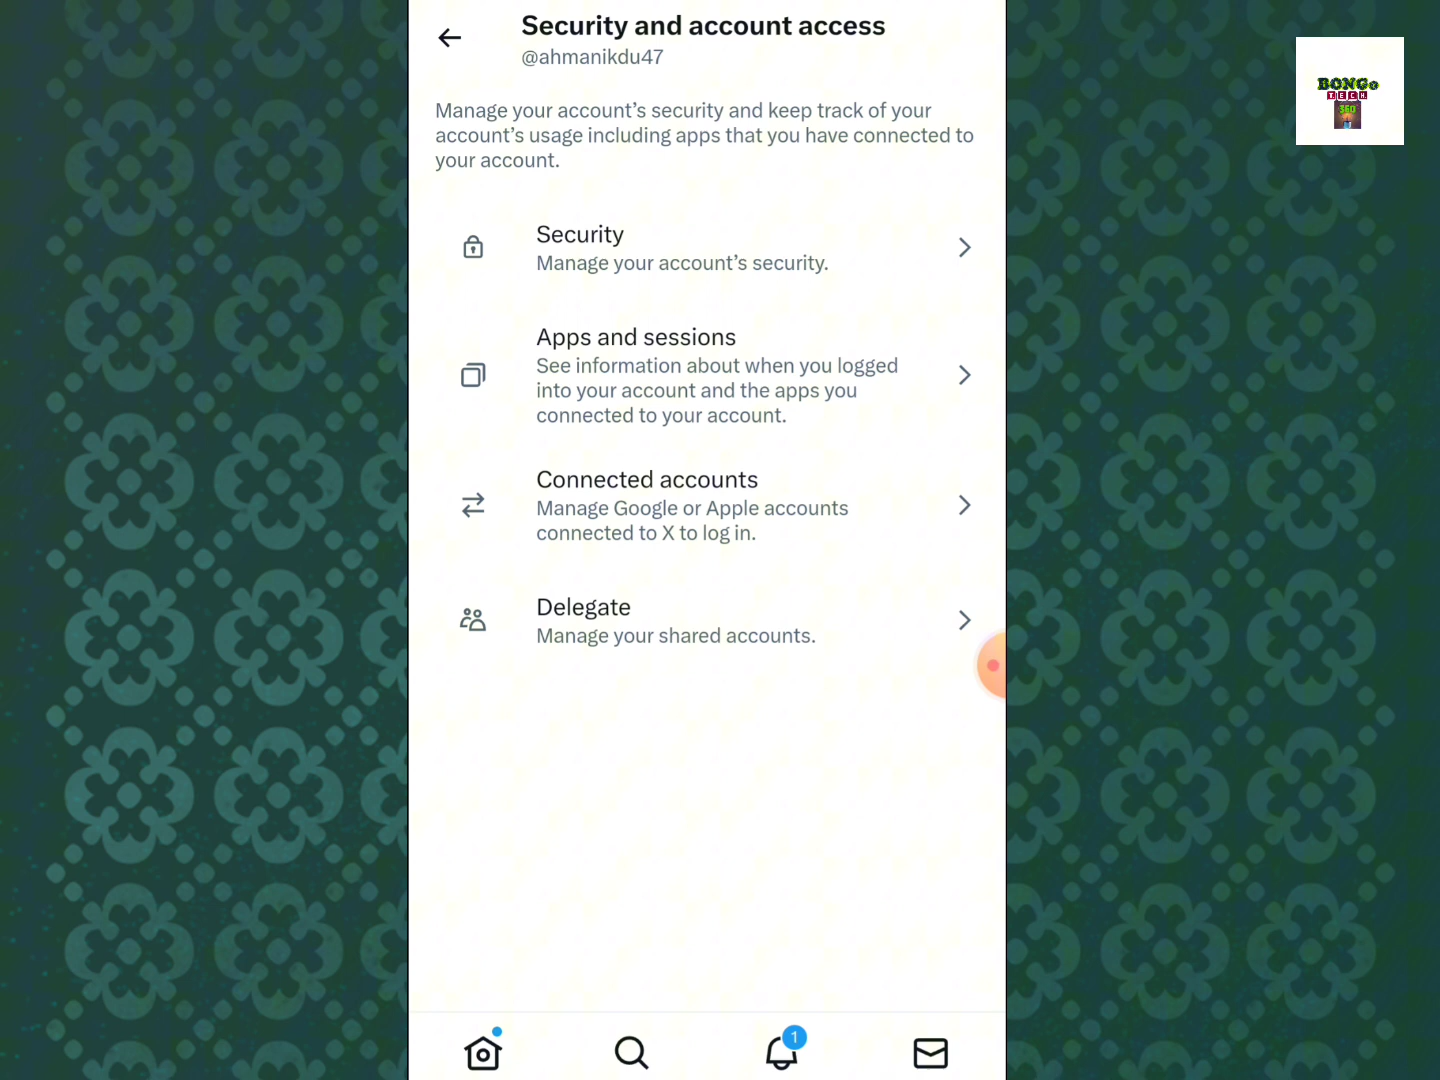 Security and account access
@ahmanikdu47
BONGO
TECH
360
Manage your account’s security and keep track of your
account’s usage including apps that you have connected to
your account.
Security
Manage your account’s security.
Apps and sessions
See information about when you logged
into your account and the apps you
connected to your account.
Connected accounts
Manage Google or Apple accounts
connected to X to log in.
Delegate
Manage your shared accounts.
1